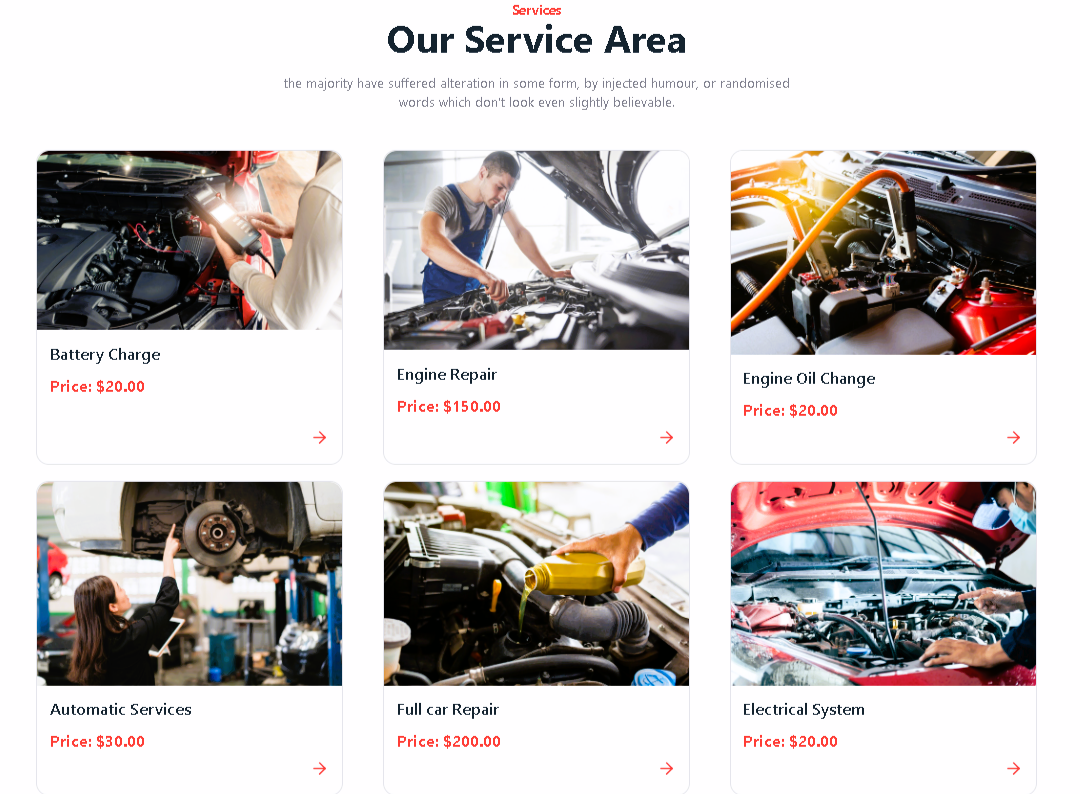 Services
Our Service Area
the majority have suffered alteration in some form, by injected humour, or randomised
words which don't look even slightly believable.
Battery Charge
Price: $20.00
Engine Repair
Price: $150.00
Engine Oil Change
Price: $20.00
Automatic Services
Price: $30.00
Full car Repair
Price: $200.00
Electrical System
Price: $20.00